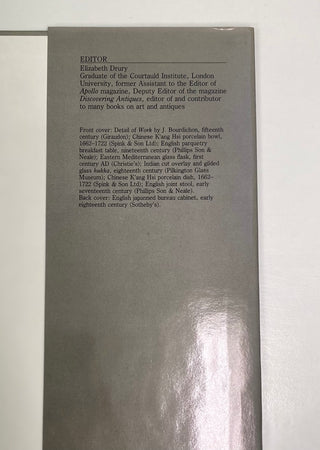 EDITOR
Elizabeth Drury
Graduate of the Courtauld Institute, London
University, former Assistant to the Editor of
Apollo magazine, Deputy Editor of the magazine
Discovering Antiques, editor of and contributor
to many books on art and antiques
Front cover: Detail of Work by J. Bourdichon, fifteenth
century (Giraudon); Chinese K'ang Hsi porcelain bowl,
1662–1722 (Spink & Son Ltd); English parquetry
breakfast table, nineteenth century (Phillips Son &
Neale); Eastern Mediterranean glass flask, first
century AD (Christie's); Indian cut overlay and gilded
glass hukka, eighteenth century (Pilkington Glass
Museum); Chinese K'ang Hsi porcelain dish, 1662–
1722 (Spink & Son Ltd); English joint stool, early
seventeenth century (Phillips Son & Neale).
Back cover: English japanned bureau cabinet, early
eighteenth century (Sotheby's).